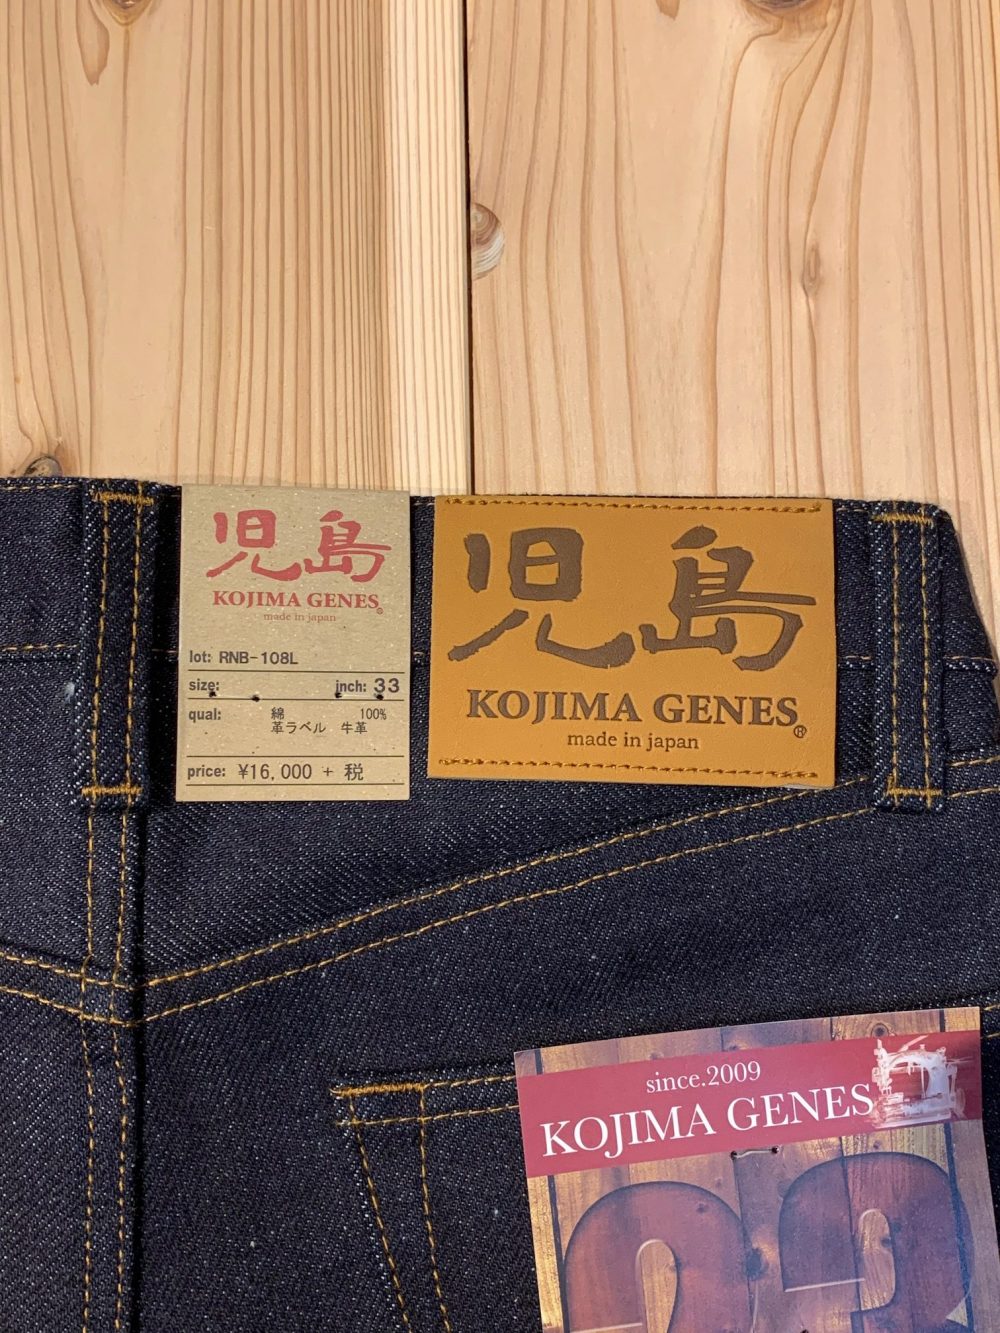 児島
KOJIMA GENES®
made in japan
lot: RNB-108L
size: inch: 33
qual: 綿 100%
革ラベル 牛革
price: ¥16,000 + 税
児島
KOJIMA GENES®
made in japan
since.2009
KOJIMA GENES